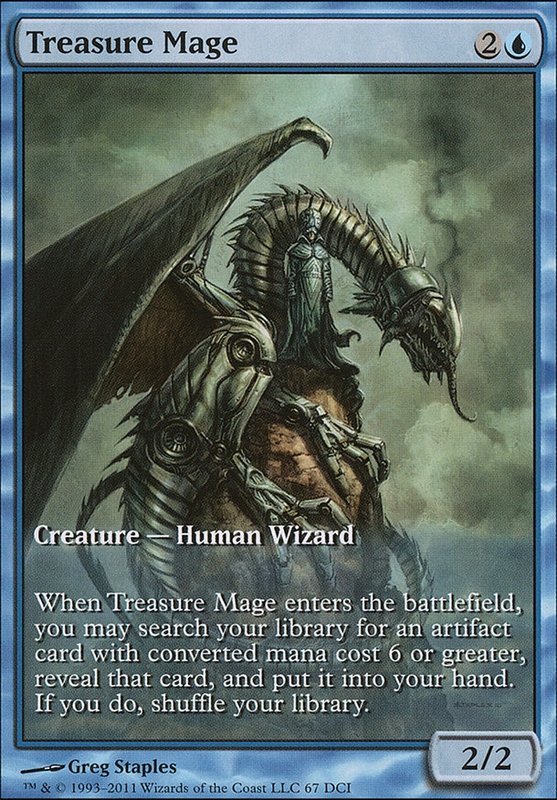 Treasure Mage 2
Creature — Human Wizard
When Treasure Mage enters the battlefield,
you may search your library for an artifact
card with converted mana cost 6 or greater,
reveal that card, and put it into your hand.
If you do, shuffle your library.
2/2
Greg Staples
™ & © 1993–2011 Wizards of the Coast LLC 67 DCI